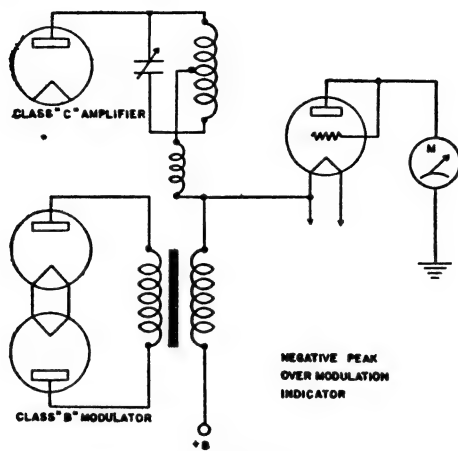 CLASS "C" AMPLIFIER
M
CLASS "B" MODULATOR
NEGATIVE PEAK
OVER MODULATION
INDICATOR
+B